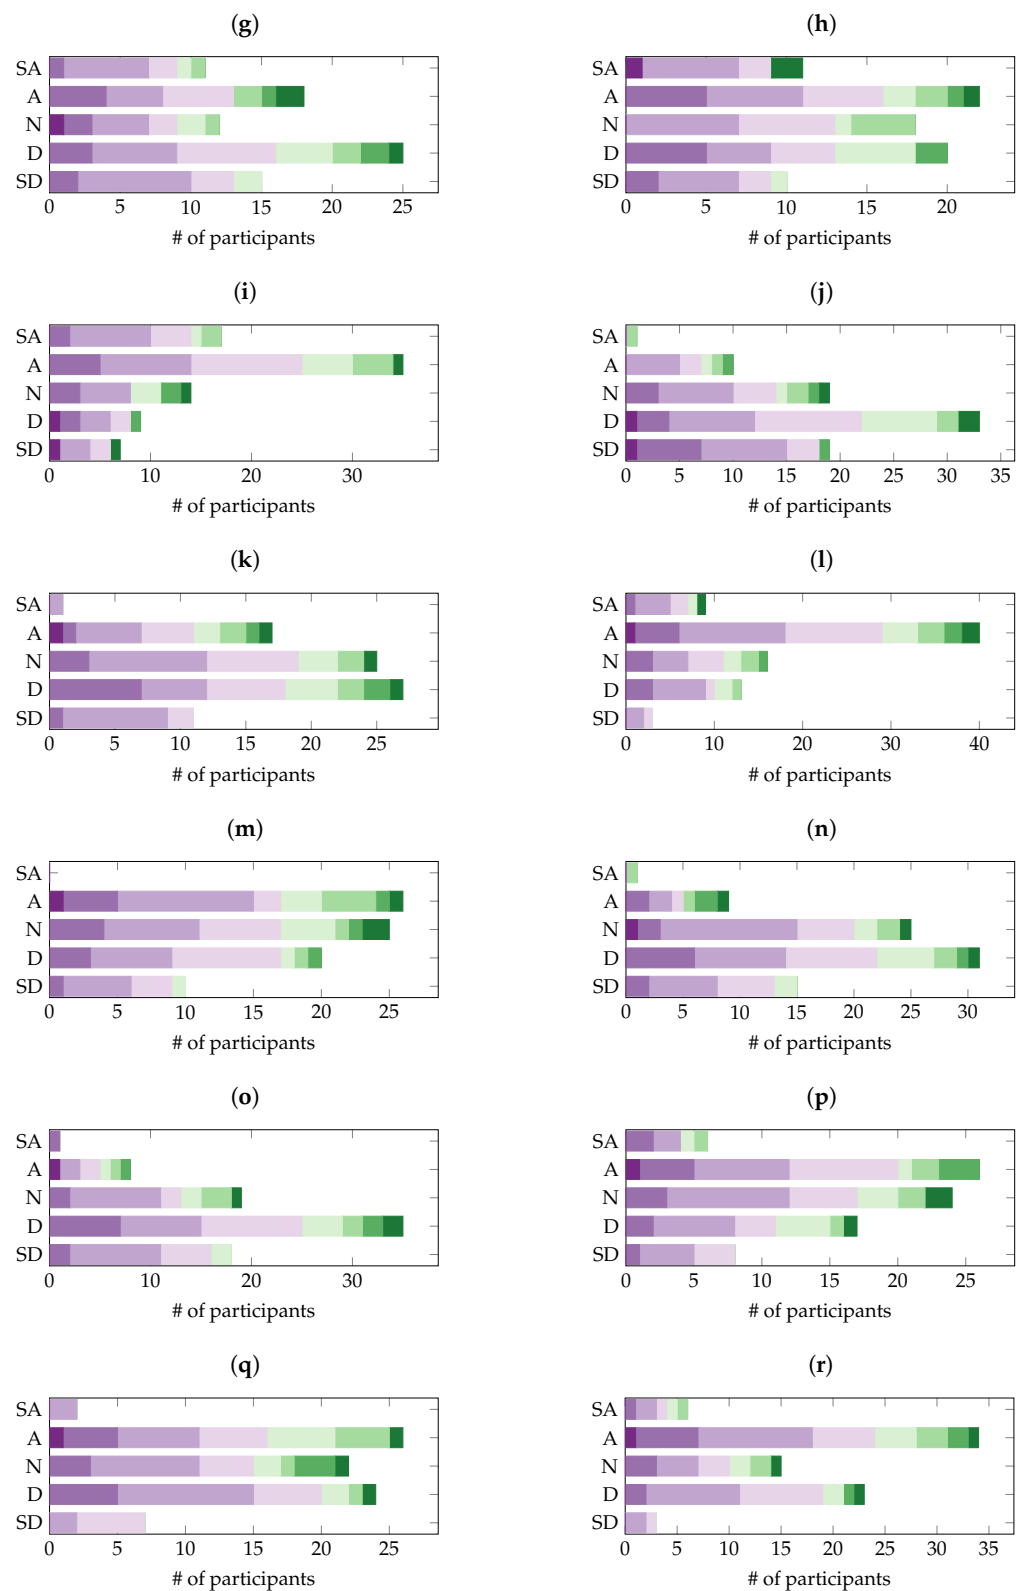 (g)
SA
A
N
D
SD
0 5 10 15 20 25
# of participants
(h)
SA
A
N
D
SD
0 5 10 15 20
# of participants
(i)
SA
A
N
D
SD
0 10 20 30
# of participants
(j)
SA
A
N
D
SD
0 5 10 15 20 25 30 35
# of participants
(k)
SA
A
N
D
SD
0 5 10 15 20 25
# of participants
(l)
SA
A
N
D
SD
0 10 20 30 40
# of participants
(m)
SA
A
N
D
SD
0 5 10 15 20 25
# of participants
(n)
SA
A
N
D
SD
0 5 10 15 20 25 30
# of participants
(o)
SA
A
N
D
SD
0 10 20 30
# of participants
(p)
SA
A
N
D
SD
0 5 10 15 20 25
# of participants
(q)
SA
A
N
D
SD
0 5 10 15 20 25
# of participants
(r)
SA
A
N
D
SD
0 5 10 15 20 25 30 35
# of participants